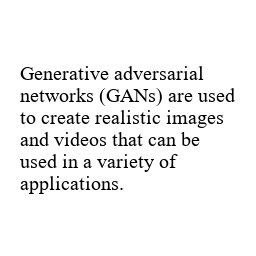 Generative adversarial
networks (GANs) are used
to create realistic images
and videos that can be
used in a variety of
applications.